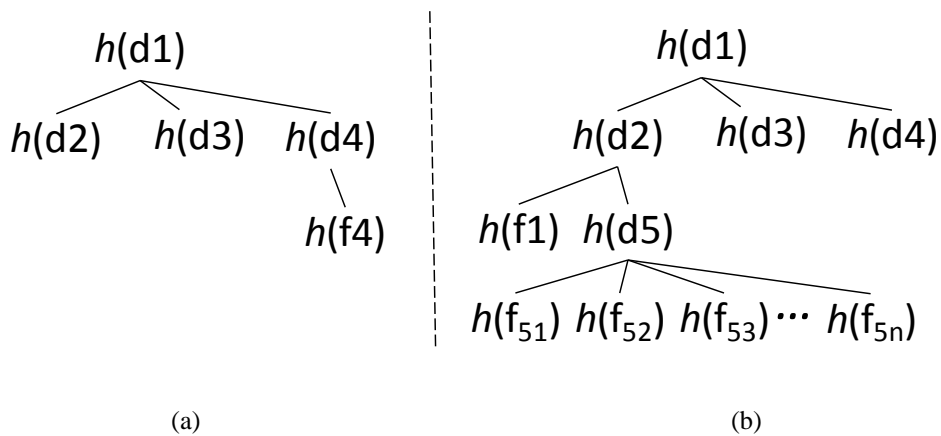 h(d1)
h(d2) h(d3) h(d4)
h(f4)
(a)
h(d1)
h(d2) h(d3) h(d4)
h(f1) h(d5)
h(f₅₁) h(f₅₂) h(f₅₃) ··· h(f₅ₙ)
(b)